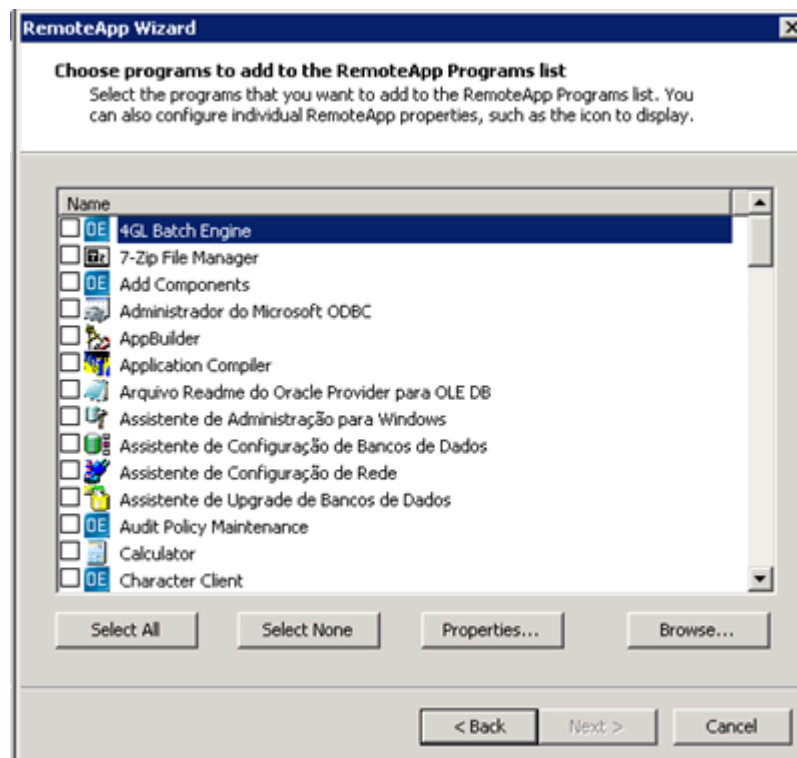 RemoteApp Wizard
Choose programs to add to the RemoteApp Programs list
Select the programs that you want to add to the RemoteApp Programs list. You
can also configure individual RemoteApp properties, such as the icon to display.
Name
OE 4GL Batch Engine
7z 7-Zip File Manager
OE Add Components
Administrador do Microsoft ODBC
AppBuilder
Application Compiler
Arquivo Readme do Oracle Provider para OLE DB
Assistente de Administração para Windows
Assistente de Configuração de Bancos de Dados
Assistente de Configuração de Rede
Assistente de Upgrade de Bancos de Dados
OE Audit Policy Maintenance
Calculator
OE Character Client
Select All Select None Properties... Browse...
< Back Next > Cancel